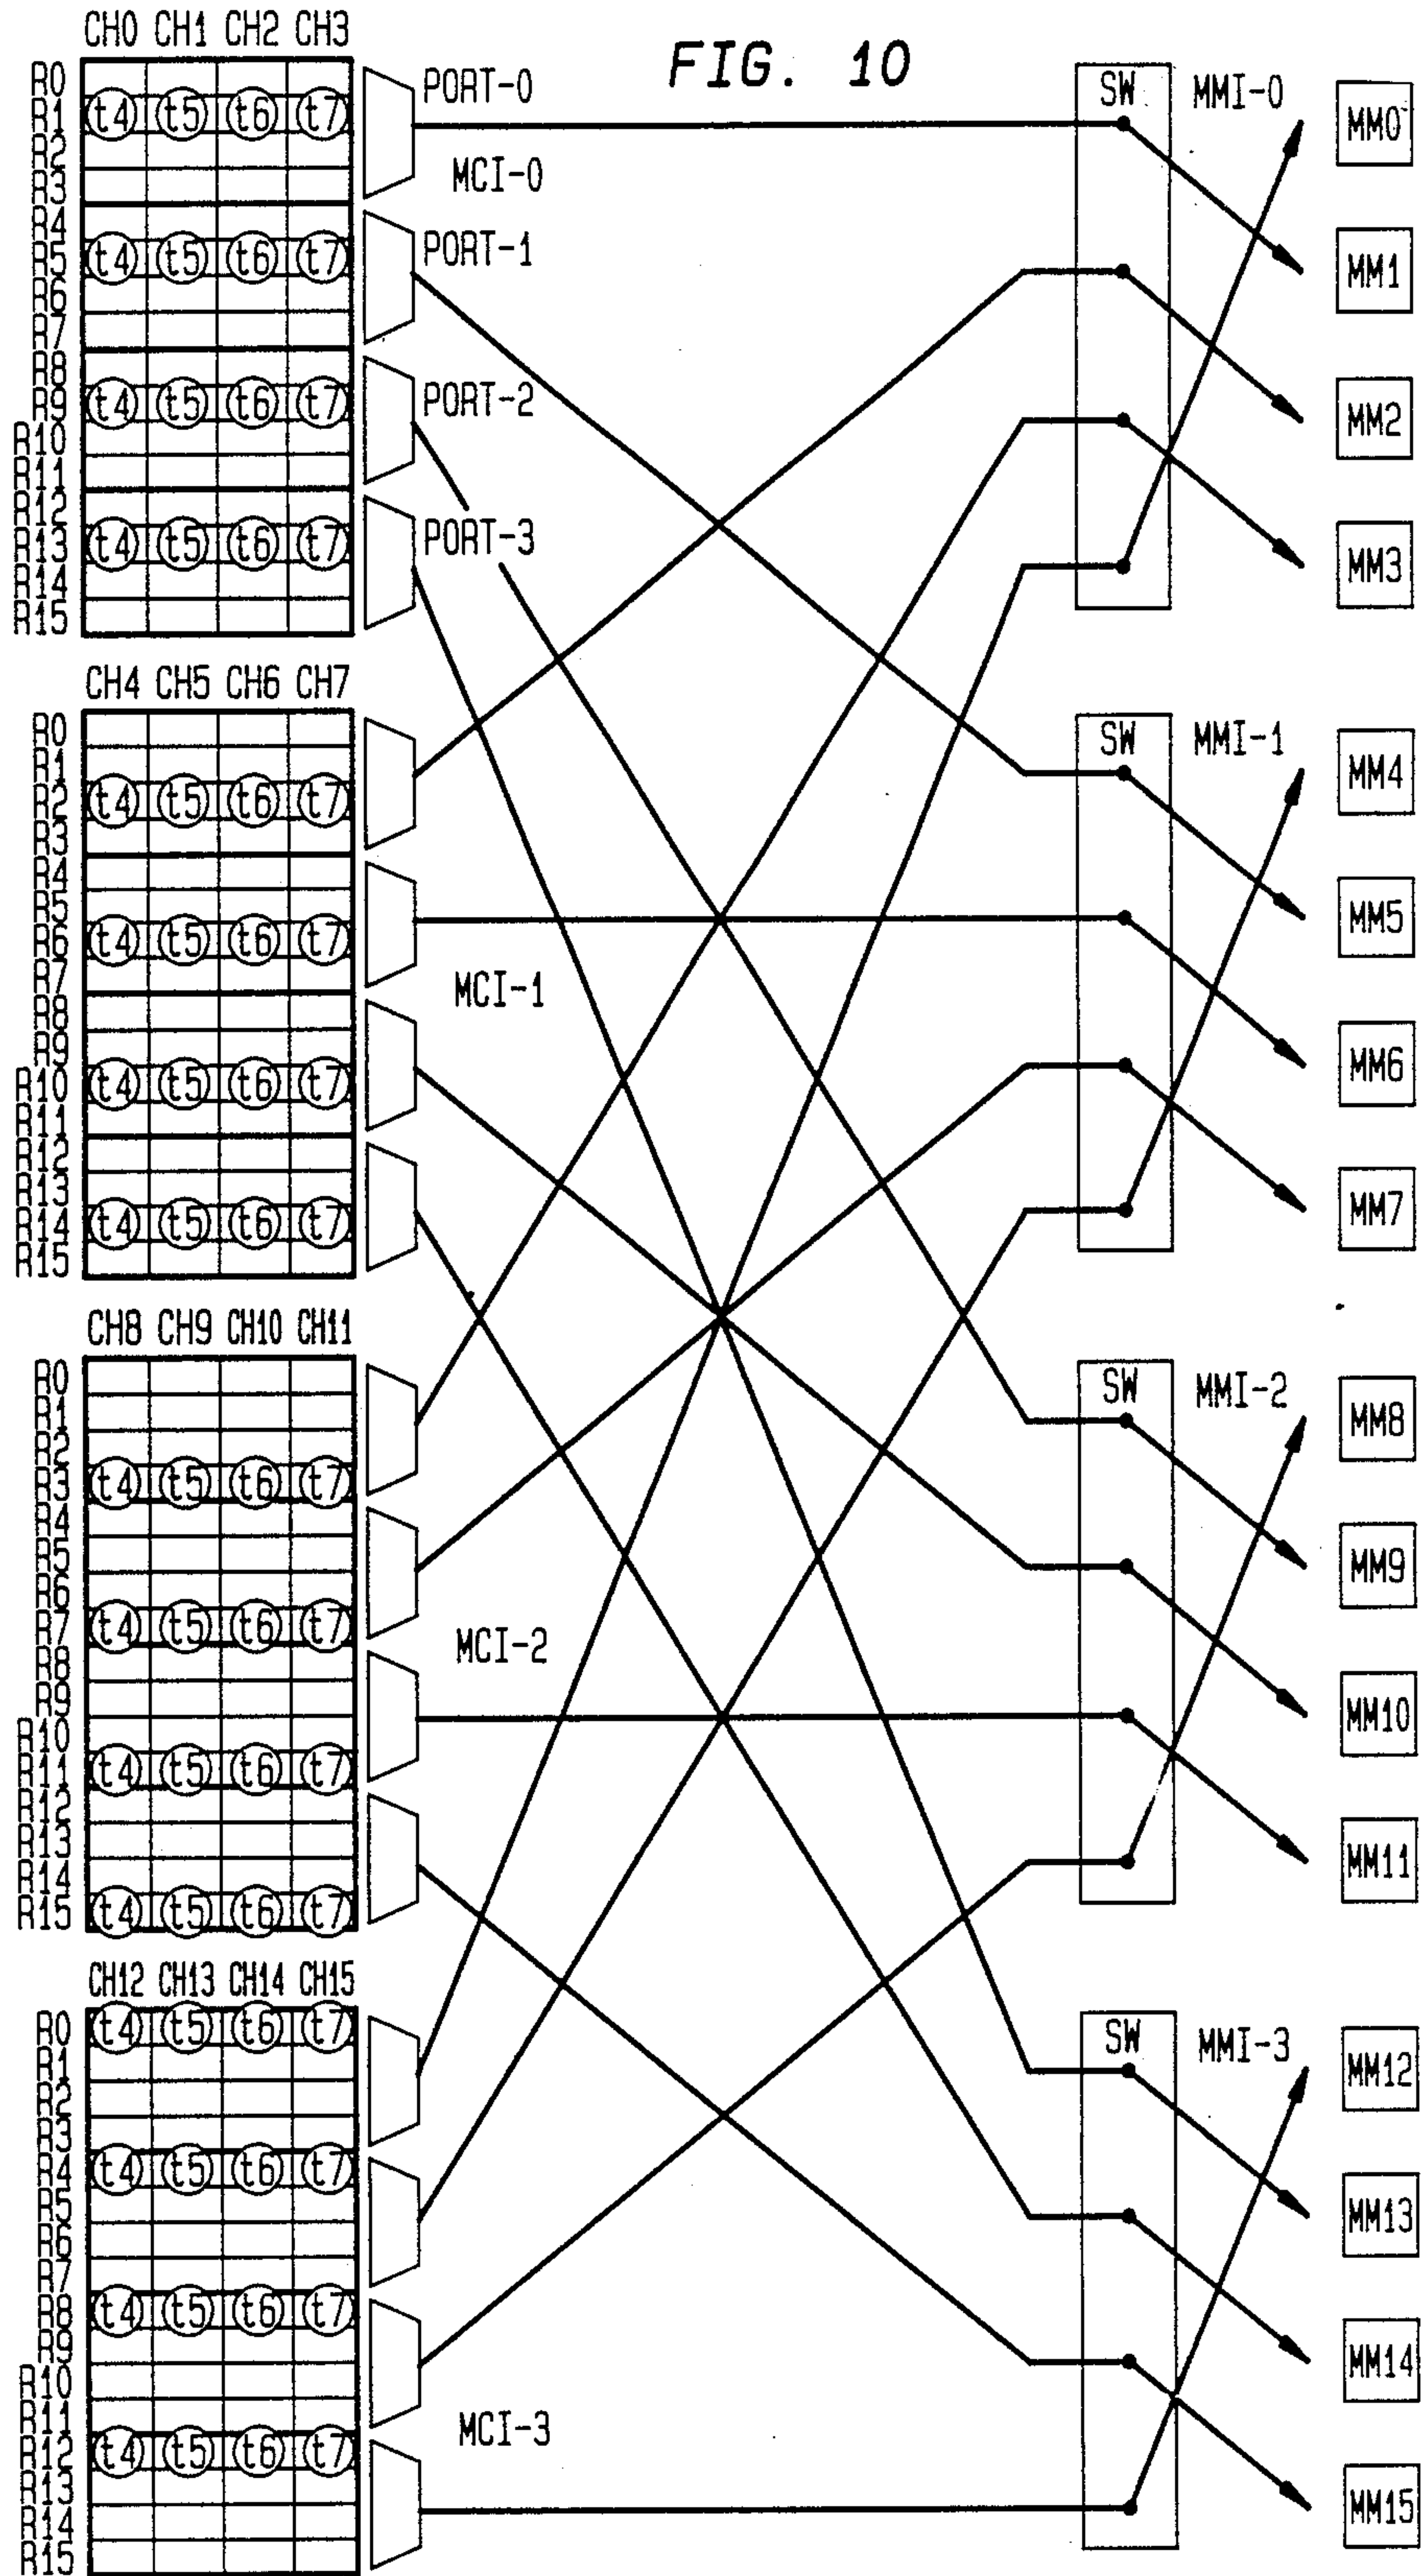 FIG. 10
CH0 CH1 CH2 CH3
R0
R1 t4 t5 t6 t7
R2
R3
R4
R5 t4 t5 t6 t7
R6
R7
R8
R9 t4 t5 t6 t7
R10
R11
R12
R13 t4 t5 t6 t7
R14
R15
PORT-0
MCI-0
PORT-1
PORT-2
PORT-3
SW
MMI-0
MM0
MM1
MM2
MM3
CH4 CH5 CH6 CH7
R0
R1
R2 t4 t5 t6 t7
R3
R4
R5
R6 t4 t5 t6 t7
R7
R8
R9
R10 t4 t5 t6 t7
R11
R12
R13
R14 t4 t5 t6 t7
R15
MCI-1
SW
MMI-1
MM4
MM5
MM6
MM7
CH8 CH9 CH10 CH11
R0
R1
R2
R3 t4 t5 t6 t7
R4
R5
R6
R7 t4 t5 t6 t7
R8
R9
R10
R11 t4 t5 t6 t7
R12
R13
R14
R15 t4 t5 t6 t7
MCI-2
SW
MMI-2
MM8
MM9
MM10
MM11
CH12 CH13 CH14 CH15
R0 t4 t5 t6 t7
R1
R2
R3
R4 t4 t5 t6 t7
R5
R6
R7
R8 t4 t5 t6 t7
R9
R10
R11
R12 t4 t5 t6 t7
R13
R14
R15
MCI-3
SW
MMI-3
MM12
MM13
MM14
MM15